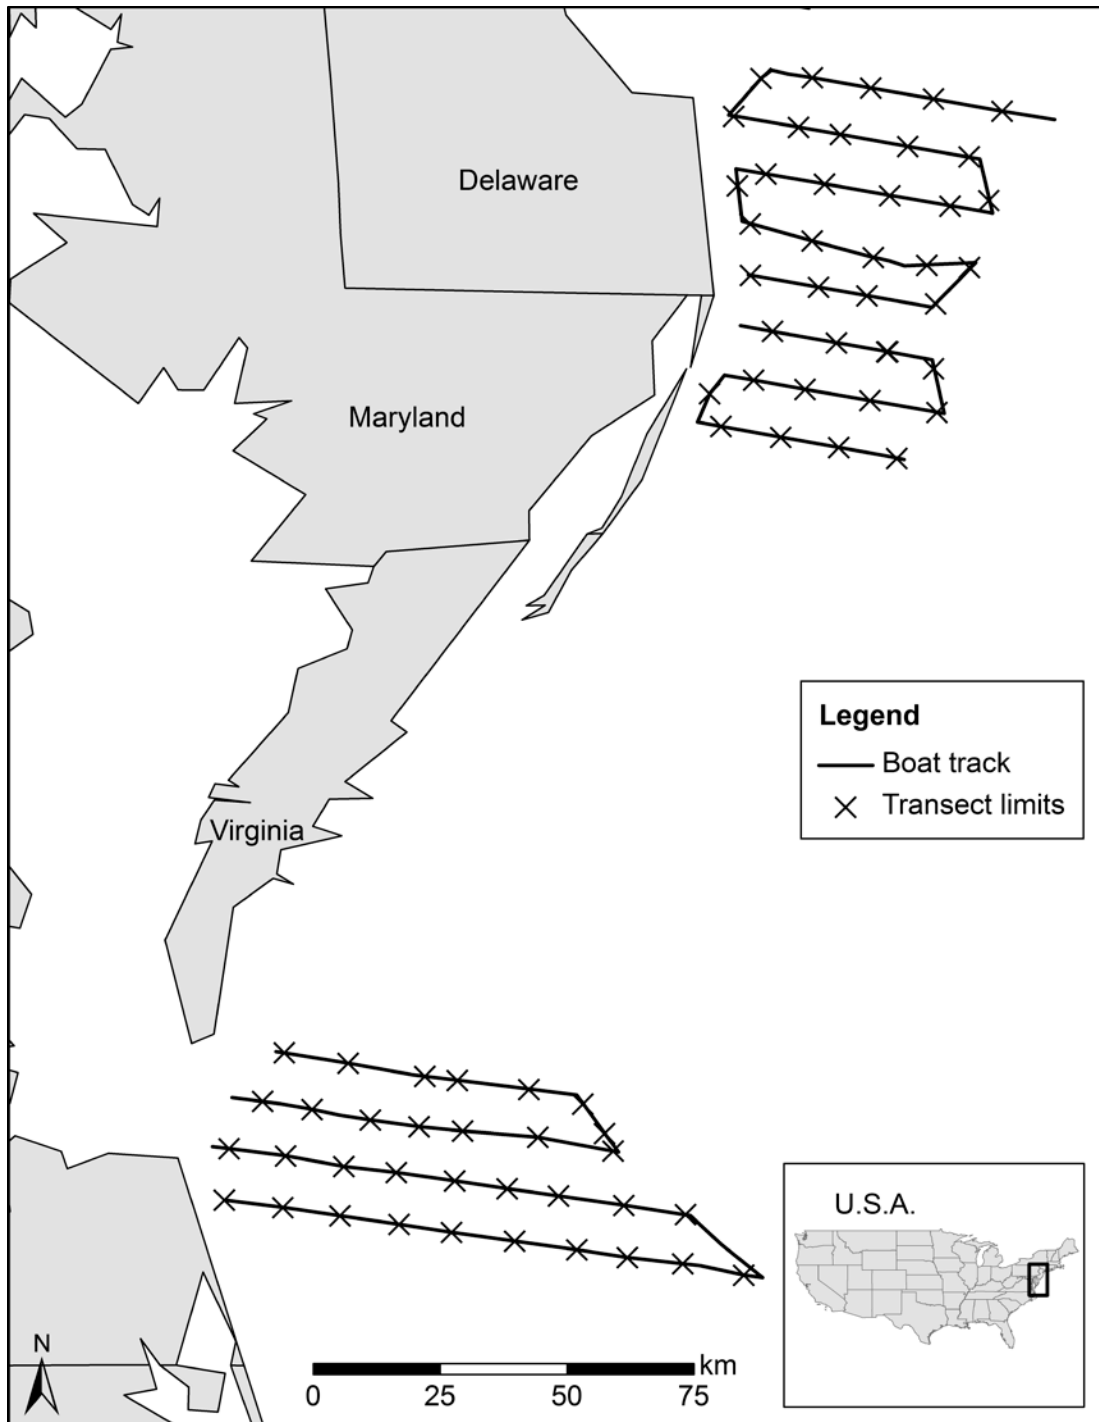 Delaware
Maryland
Legend
Boat track
Transect limits
Virginia
U.S.A.
N
km
0 25 50 75